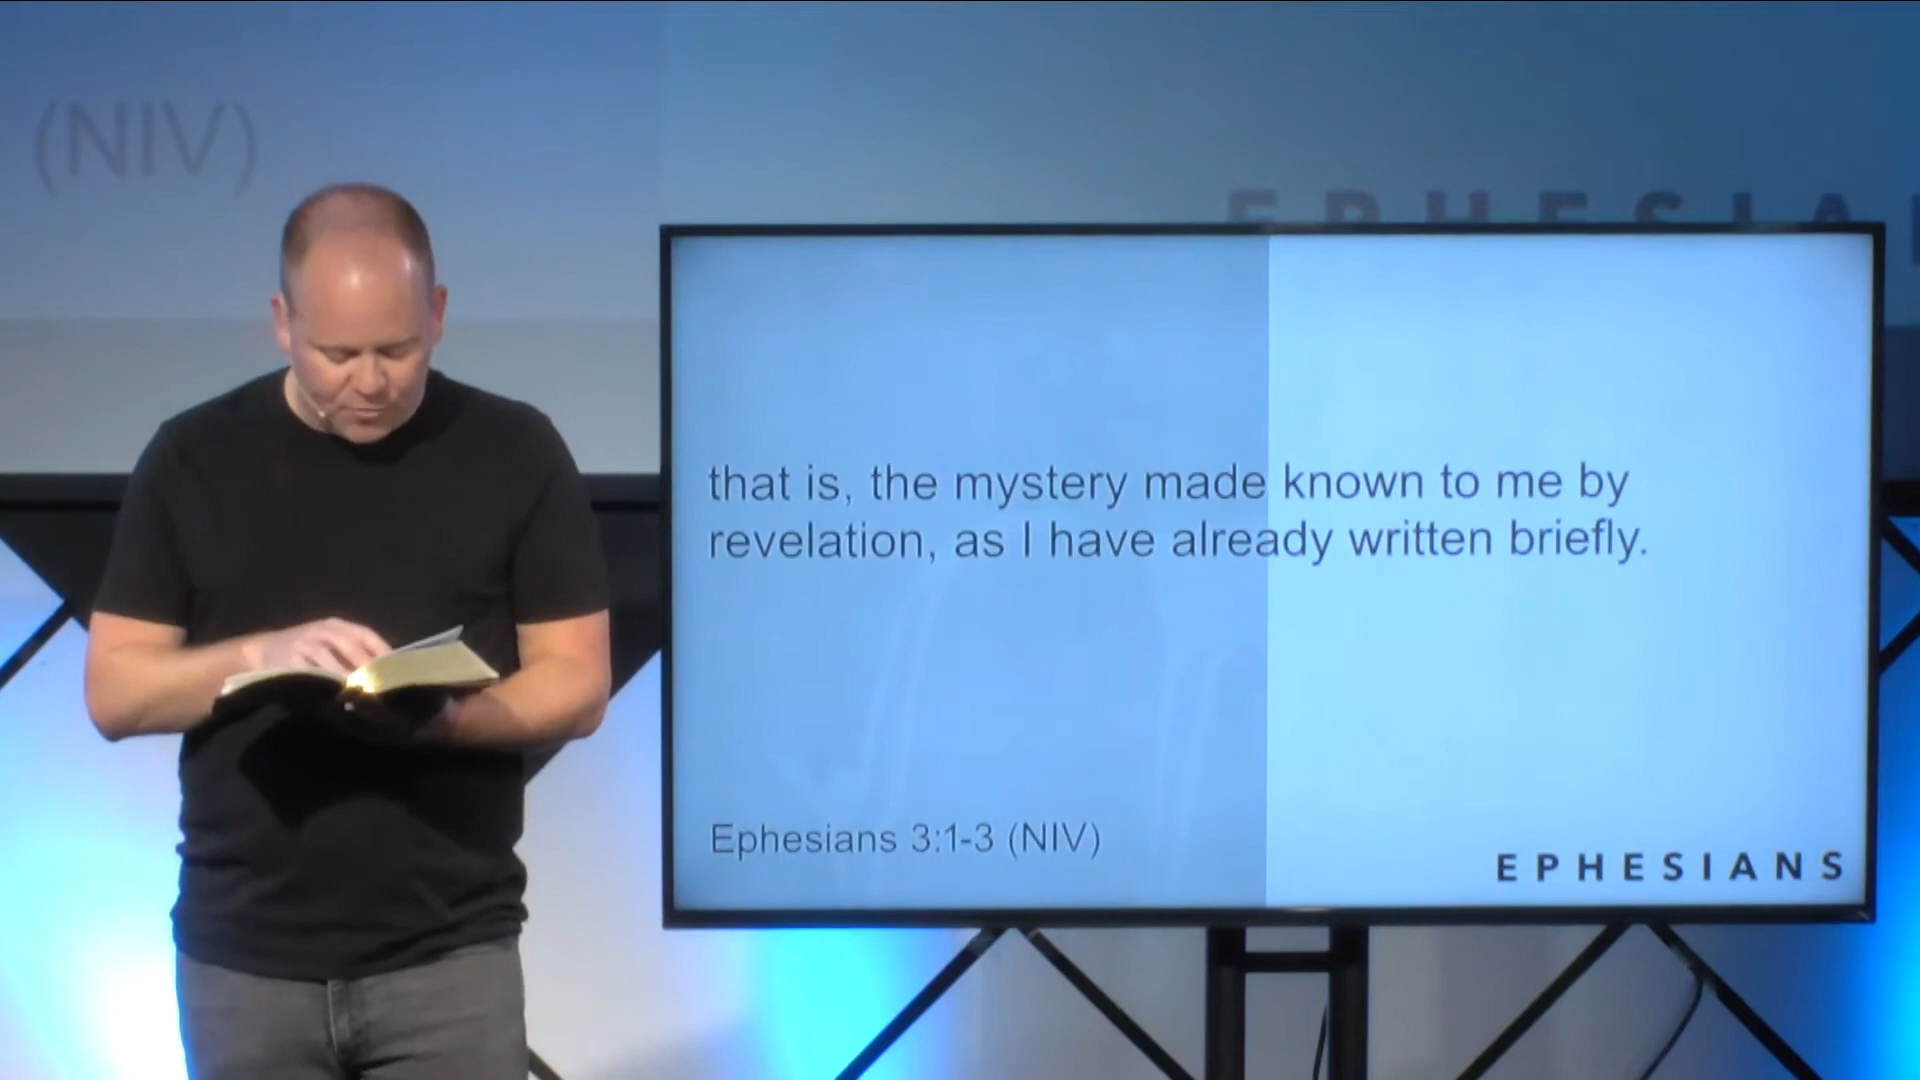 (NIV)
EPHESIA
that is, the mystery made known to me by
revelation, as I have already written briefly.
Ephesians 3:1-3 (NIV)
EPHESIANS